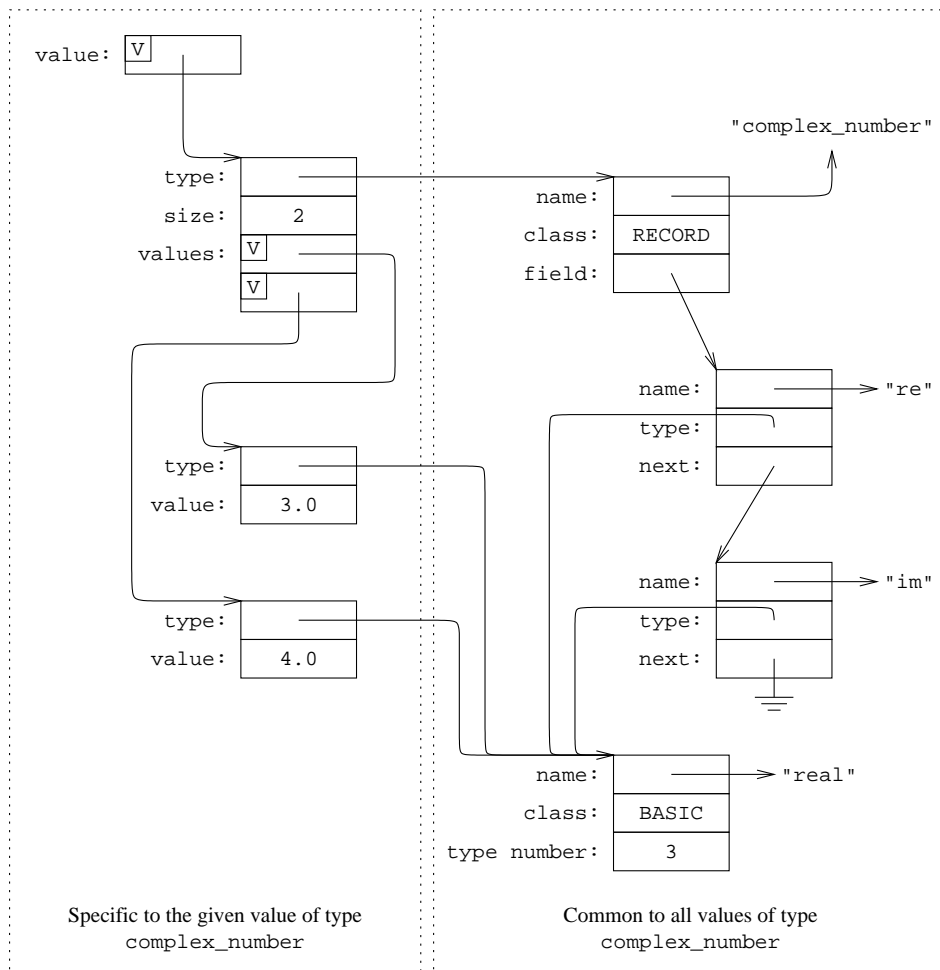 value: V
type:
size: 2
values: V
V
type:
value: 3.0
type:
value: 4.0
Specific to the given value of type
complex_number
"complex_number"
name:
class: RECORD
field:
name: "re"
type:
next:
name: "im"
type:
next:
name: "real"
class: BASIC
type number: 3
Common to all values of type
complex_number